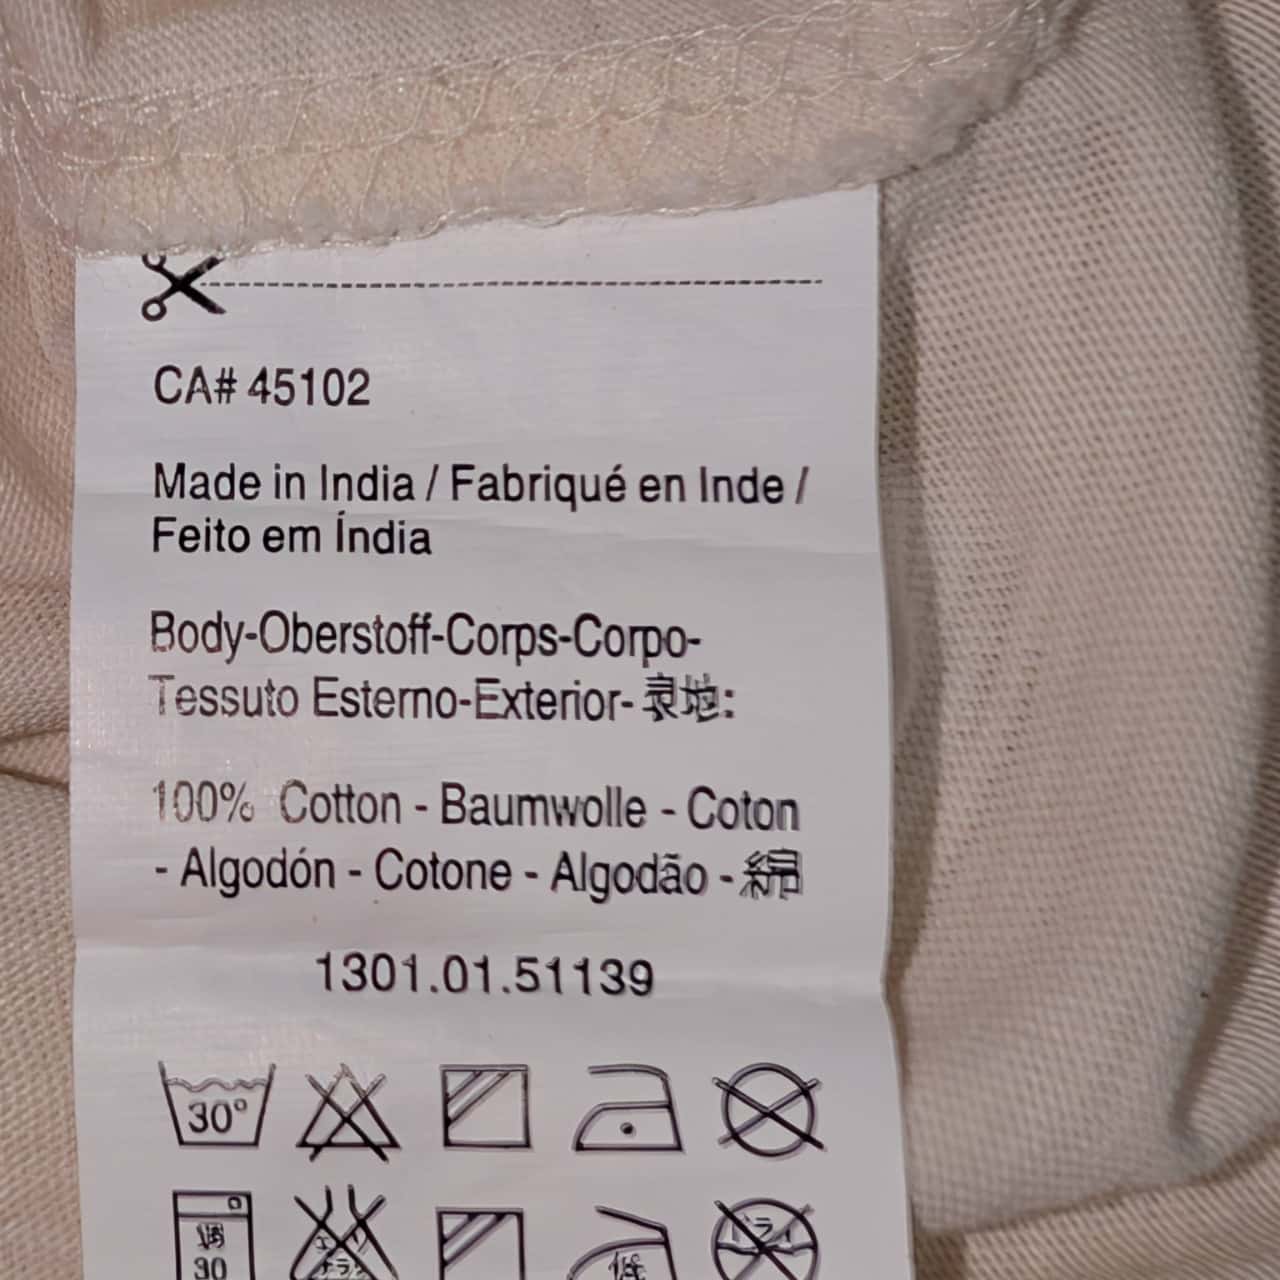 CA# 45102
Made in India / Fabriqué en Inde /
Feito em Índia
Body-Oberstoff-Corps-Corpo-
Tessuto Esterno-Exterior- 表地:
100% Cotton - Baumwolle - Coton
- Algodón - Cotone - Algodão - 綿
1301.01.51139
30°
30